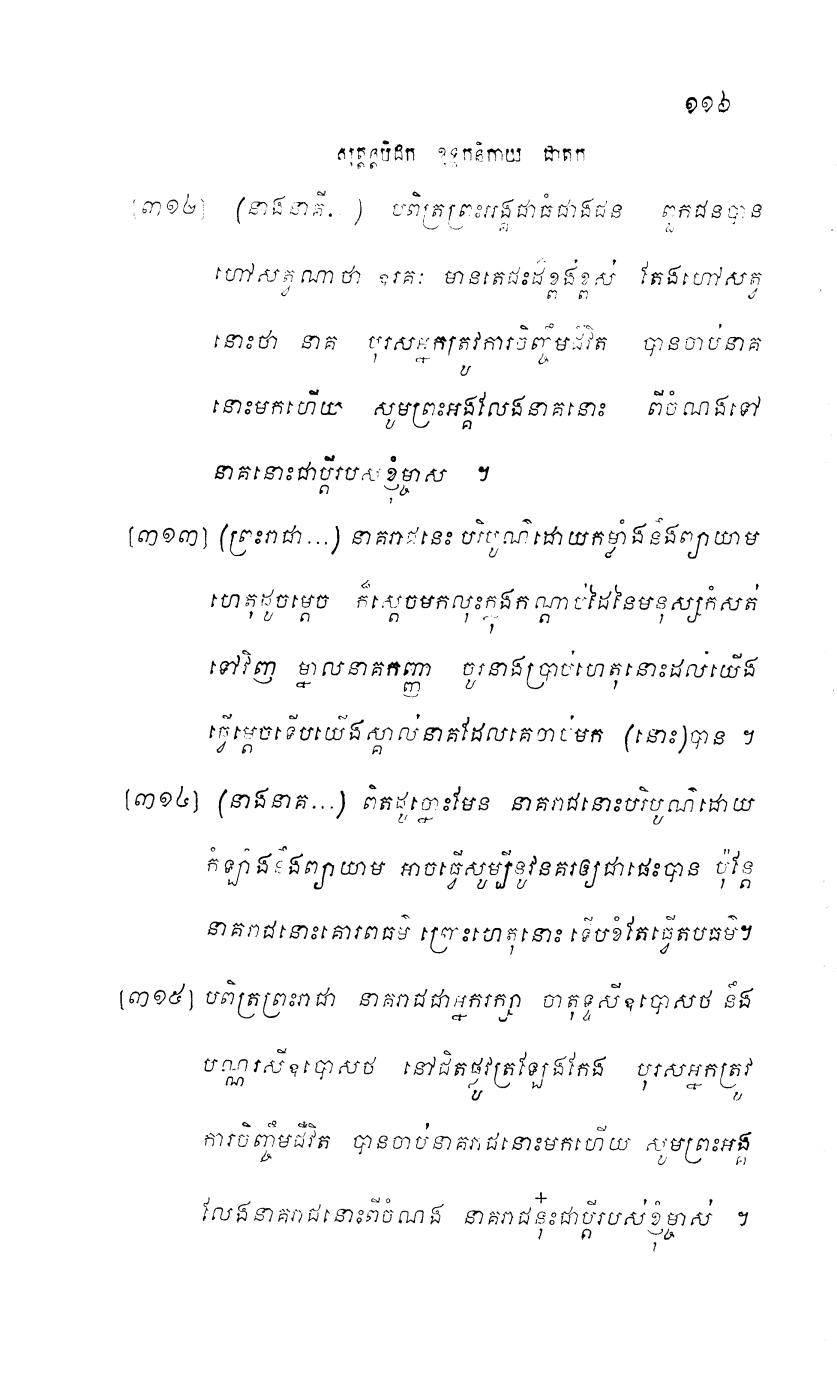 ១១៦
សុត្តន្តបិដក ខុទ្ទកនិកាយ ជាតក
[៣១២] (នាងនាគី...) បពិត្រព្រះអង្គជាធំជាងជន ពួកជនបាន
ហៅសត្វណាថា ឧរគៈ មានតេជះដ៏ខ្ពង់ខ្ពស់ តែងហៅសត្វ
នោះថា នាគ បុរសអ្នកត្រូវការចិញ្ចឹមជីវិត បានចាប់នាគ
នោះមកហើយ សូមព្រះអង្គលែងនាគនោះ ពីចំណងទៅ
នាគនោះជាប្តីរបស់ខ្ញុំម្ចាស់ ។
[៣១៣] (ព្រះរាជា...) នាគរាជនេះ បរិបូណ៌ដោយកម្លាំងនឹងព្យាយាម
ហេតុដូចម្តេច ក៏ស្តេចមកលុះក្នុងកណ្តាប់ដៃនៃមនុស្សកំសត់
ទៅវិញ ម្នាលនាគកញ្ញា ចូរនាងប្រាប់ហេតុនោះដល់យើង
ធ្វើម្តេចទើបយើងស្គាល់នាគដែលគេចាប់មក (នោះ)បាន ។
[៣១៤] (នាងនាគ...) ពិតដូច្នោះមែន នាគរាជនោះបរិបូណ៌ដោយ
កំឡាំងនឹងព្យាយាម អាចធ្វើសូម្បីនូវនគរឲ្យជាផេះបាន ប៉ុន្តែ
នាគរាជនោះគោរពធម៌ ព្រោះហេតុនោះ ទើបខំតែធ្វើតបធម៌។
[៣១៥] បពិត្រព្រះរាជា នាគរាជជាអ្នករក្សា ចាតុទ្ទសីឧបោសថ នឹង
បណ្ណរសីឧបោសថ នៅជិតផ្លូវត្រឡែងកែង បុរសអ្នកត្រូវ
ការចិញ្ចឹមជីវិត បានចាប់នាគរាជនោះមកហើយ សូមព្រះអង្គ
លែងនាគរាជនោះពីចំណង នាគរាជនុ៎ះជាប្តីរបស់ខ្ញុំម្ចាស់ ។